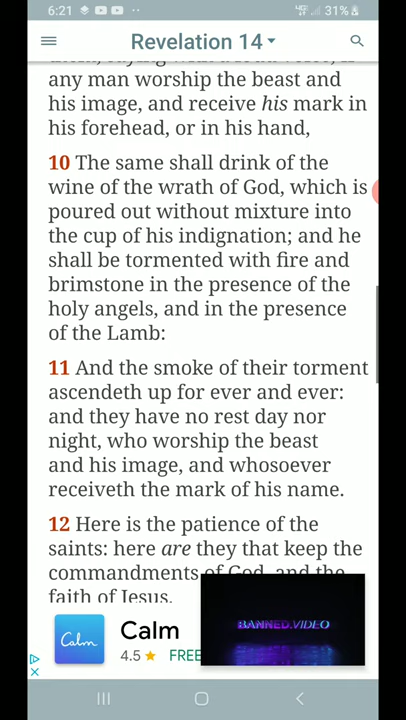 6:21 31%
Revelation 14
any man worship the beast and
his image, and receive his mark in
his forehead, or in his hand,
10 The same shall drink of the
wine of the wrath of God, which is
poured out without mixture into
the cup of his indignation; and he
shall be tormented with fire and
brimstone in the presence of the
holy angels, and in the presence
of the Lamb:
11 And the smoke of their torment
ascendeth up for ever and ever:
and they have no rest day nor
night, who worship the beast
and his image, and whosoever
receiveth the mark of his name.
12 Here is the patience of the
saints: here are they that keep the
commandments of God, and the
faith of Jesus.
Calm
Calm
4.5 FREE
BANNED.VIDEO